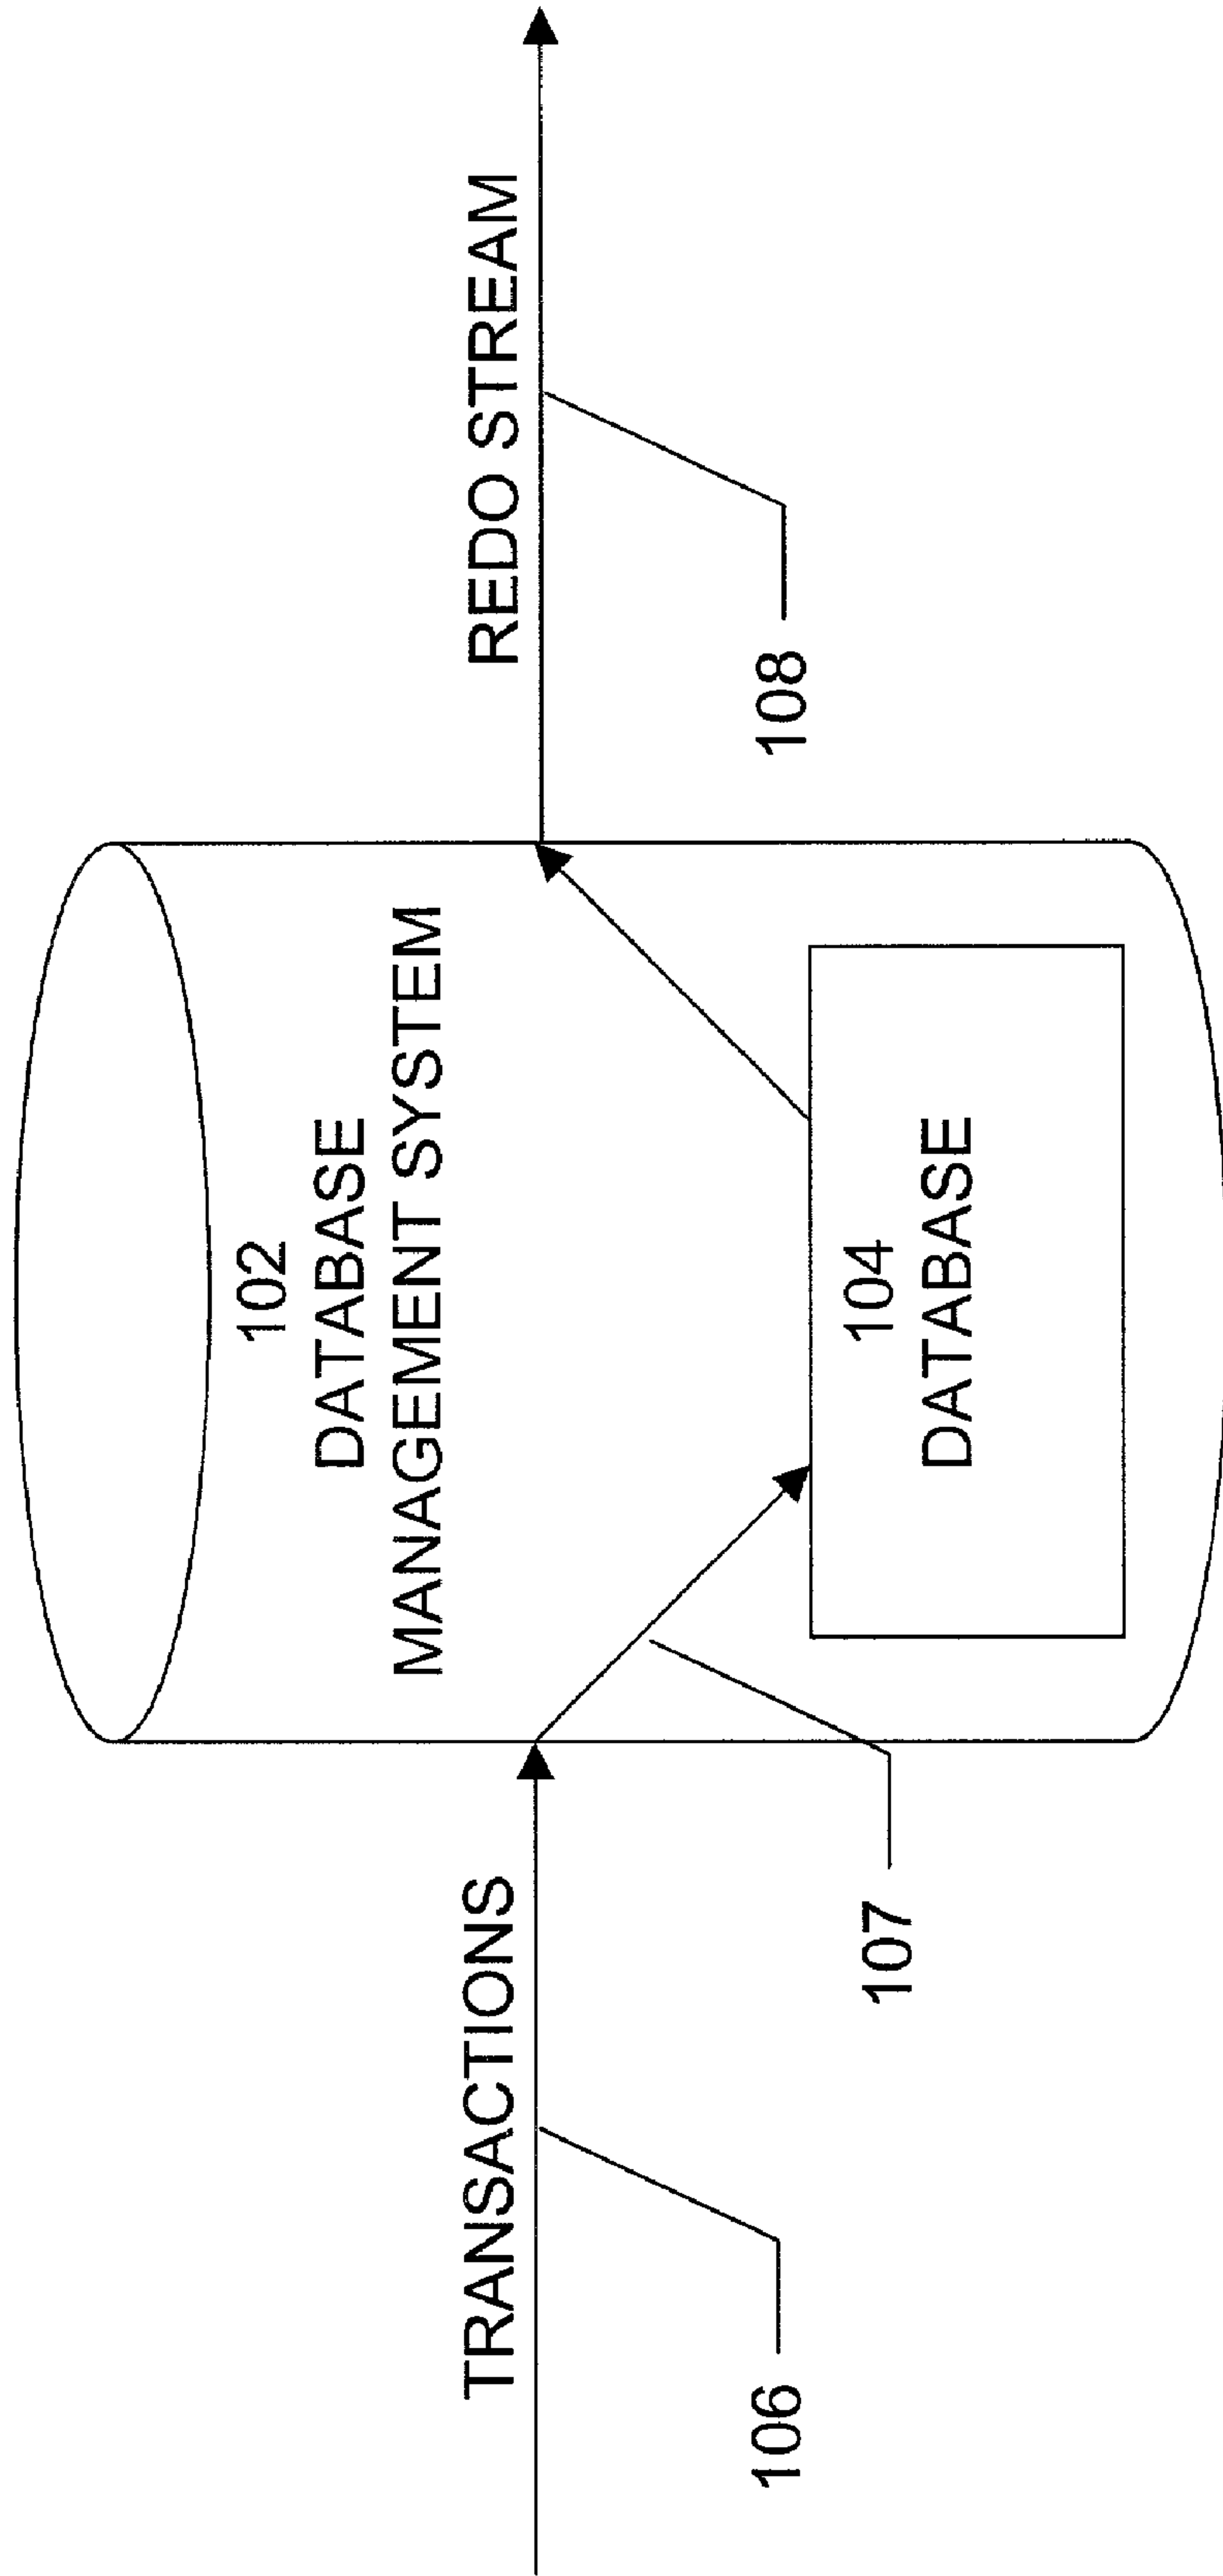 102
DATABASE
MANAGEMENT SYSTEM
TRANSACTIONS
REDO STREAM
106
107
108
104
DATABASE